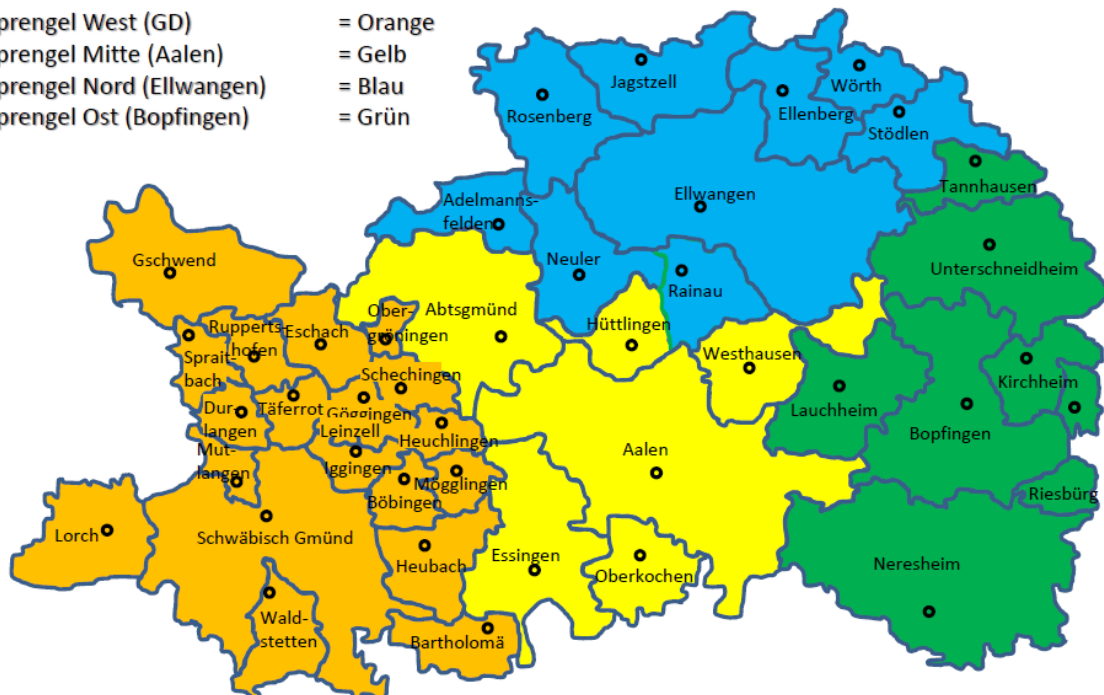 prengel West (GD) = Orange
prengel Mitte (Aalen) = Gelb
prengel Nord (Ellwangen) = Blau
prengel Ost (Bopfingen) = Grün
Jagstzell
Wörth
Rosenberg
Ellenberg
Stödlen
Tannhausen
Adelmanns-
felden
Ellwangen
Gschwend
Neuler
Rainau
Unterschneidheim
Ober-
gröningen
Abtsgmünd
Hüttlingen
Rupperts
hofen
Eschach
Sprait-
bach
Schechingen
Westhausen
Kirchheim
Lauchheim
Dur-
langen
Täferrot
Göggingen
Leinzell
Heuchlingen
Bopfingen
Mut-
langen
Iggingen
Mögglingen
Böbingen
Aalen
Riesbürg
Lorch
Schwäbisch Gmünd
Heubach
Essingen
Oberkochen
Neresheim
Wald-
stetten
Bartholomä